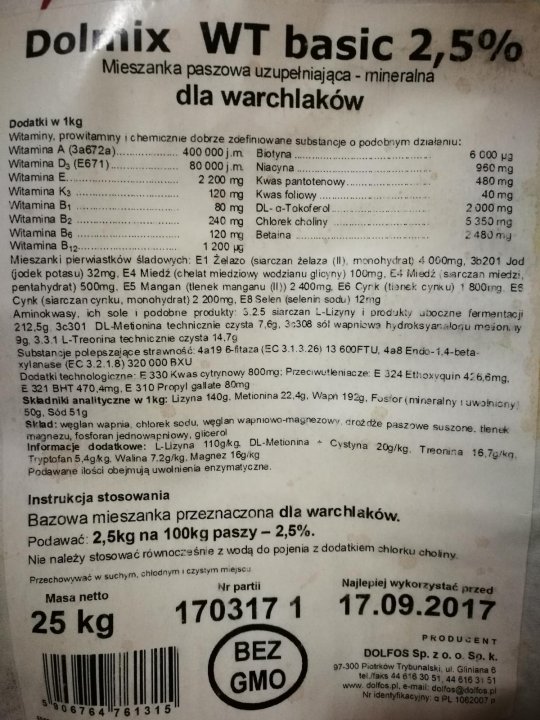 Dolmix WT basic 2,5%
Mieszanka paszowa uzupełniająca - mineralna
dla warchlaków
Dodatki w 1kg
Witaminy, prowitaminy i chemicznie dobrze zdefiniowane substancje o podobnym działaniu:
Witamina A (3a672a) 400 000 j.m. Biotyna 6 000 µg
Witamina D3 (E671) 80 000 j.m. Niacyna 960 mg
Witamina E 2 200 mg Kwas pantotenowy 480 mg
Witamina K3 120 mg Kwas foliowy 40 mg
Witamina B1 80 mg DL- α-Tokoferol 2 000 mg
Witamina B2 240 mg Chlorek choliny 5 350 mg
Witamina B6 120 mg Betaina 2 480 mg
Witamina B12 1 200 µg
Mieszanki pierwiastków śladowych: E1 Żelazo (siarczan żelaza (II), monohydrat) 4 000mg, 3b201 Jod
(jodek potasu) 32mg, E4 Miedź (chelat miedziowy wodzianu glicyny) 100mg, E4 Miedź (siarczan miedzi,
pentahydrat) 500mg, E5 Mangan (tlenek manganu (II)) 2 400mg, E6 Cynk (tlenek cynku) 1 800mg, E6
Cynk (siarczan cynku, monohydrat) 2 200mg, E8 Selen (selenin sodu) 12mg
Aminokwasy, ich sole i podobne produkty: 3.2.5 siarczan L-Lizyny i produkty uboczne fermentacji
212,5g, 3c301 DL-Metionina technicznie czysta 7,6g, 3c308 sól wapniowa hydroksyanalogu metioniny
9g, 3.3.1 L-Treonina technicznie czysta 14,7g
Substancje polepszające strawność: 4a19 6-fitaza (EC 3.1.3.26) 13 600FTU, 4a8 Endo-1,4-beta-
xylanase (EC 3.2.1.8) 320 000 BXU
Dodatki technologiczne: E 330 Kwas cytrynowy 800mg; Przeciwutleniacze: E 324 Ethoxyquin 426,6mg,
E 321 BHT 470,4mg, E 310 Propyl gallate 80mg
Składniki analityczne w 1kg: Lizyna 140g, Metionina 22,4g, Wapń 192g, Fosfor (mineralny i uwolniony)
50g, Sód 51g
Skład: węglan wapnia, chlorek sodu, węglan wapniowo-magnezowy, drożdże paszowe suszone, tlenek
magnezu, fosforan jednowapniowy, glicerol
Informacje dodatkowe: L-Lizyna 110g/kg, DL-Metionina + Cystyna 20g/kg, Treonina 16,7g/kg,
Tryptofan 5,4g/kg, Walina 7,2g/kg, Magnez 16g/kg
Podawane ilości obejmują uwolnienia enzymatyczne.
Instrukcja stosowania
Bazowa mieszanka przeznaczona dla warchlaków.
Podawać: 2,5kg na 100kg paszy – 2,5%.
Nie należy stosować równocześnie z wodą do pojenia z dodatkiem chlorku choliny.
Przechowywać w suchym, chłodnym i czystym miejscu
Masa netto
25 kg
Nr partii
170317 1
Najlepiej wykorzystać przed
17.09.2017
BEZ
GMO
PRODUCENT
DOLFOS Sp. z o. o. Sp. k.
97-300 Piotrków Trybunalski, ul. Gliniana 6
tel./faks 44 616 30 51, 44 616 31 51
www.dolfos.pl, e-mail: dolfos@dolfos.pl
Nr identyfikacyjny: α PL 1062007 p
5 906764 761315